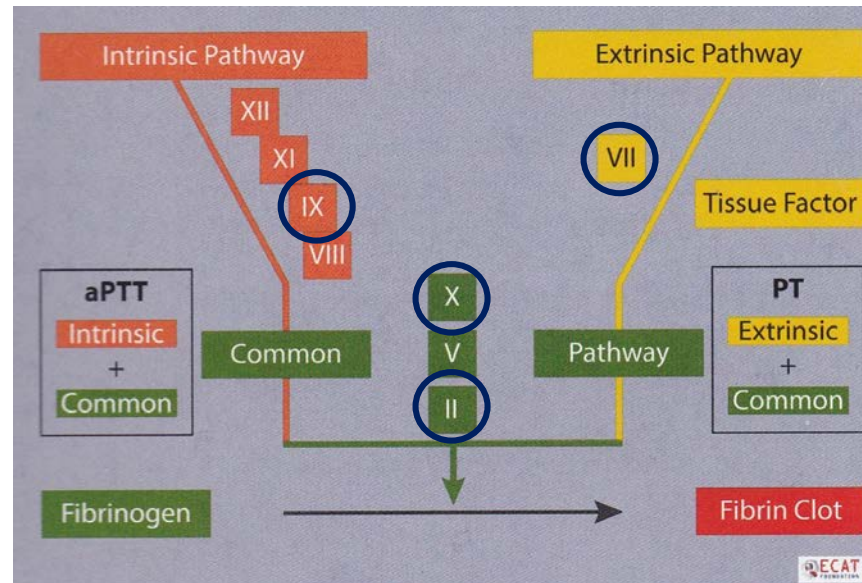 Intrinsic Pathway
Extrinsic Pathway
XII
XI
IX
VIII
VII
Tissue Factor
aPTT
Intrinsic
+
Common
Common
X
V
II
Pathway
PT
Extrinsic
+
Common
Fibrinogen
Fibrin Clot
ECAT
FOUNDATION